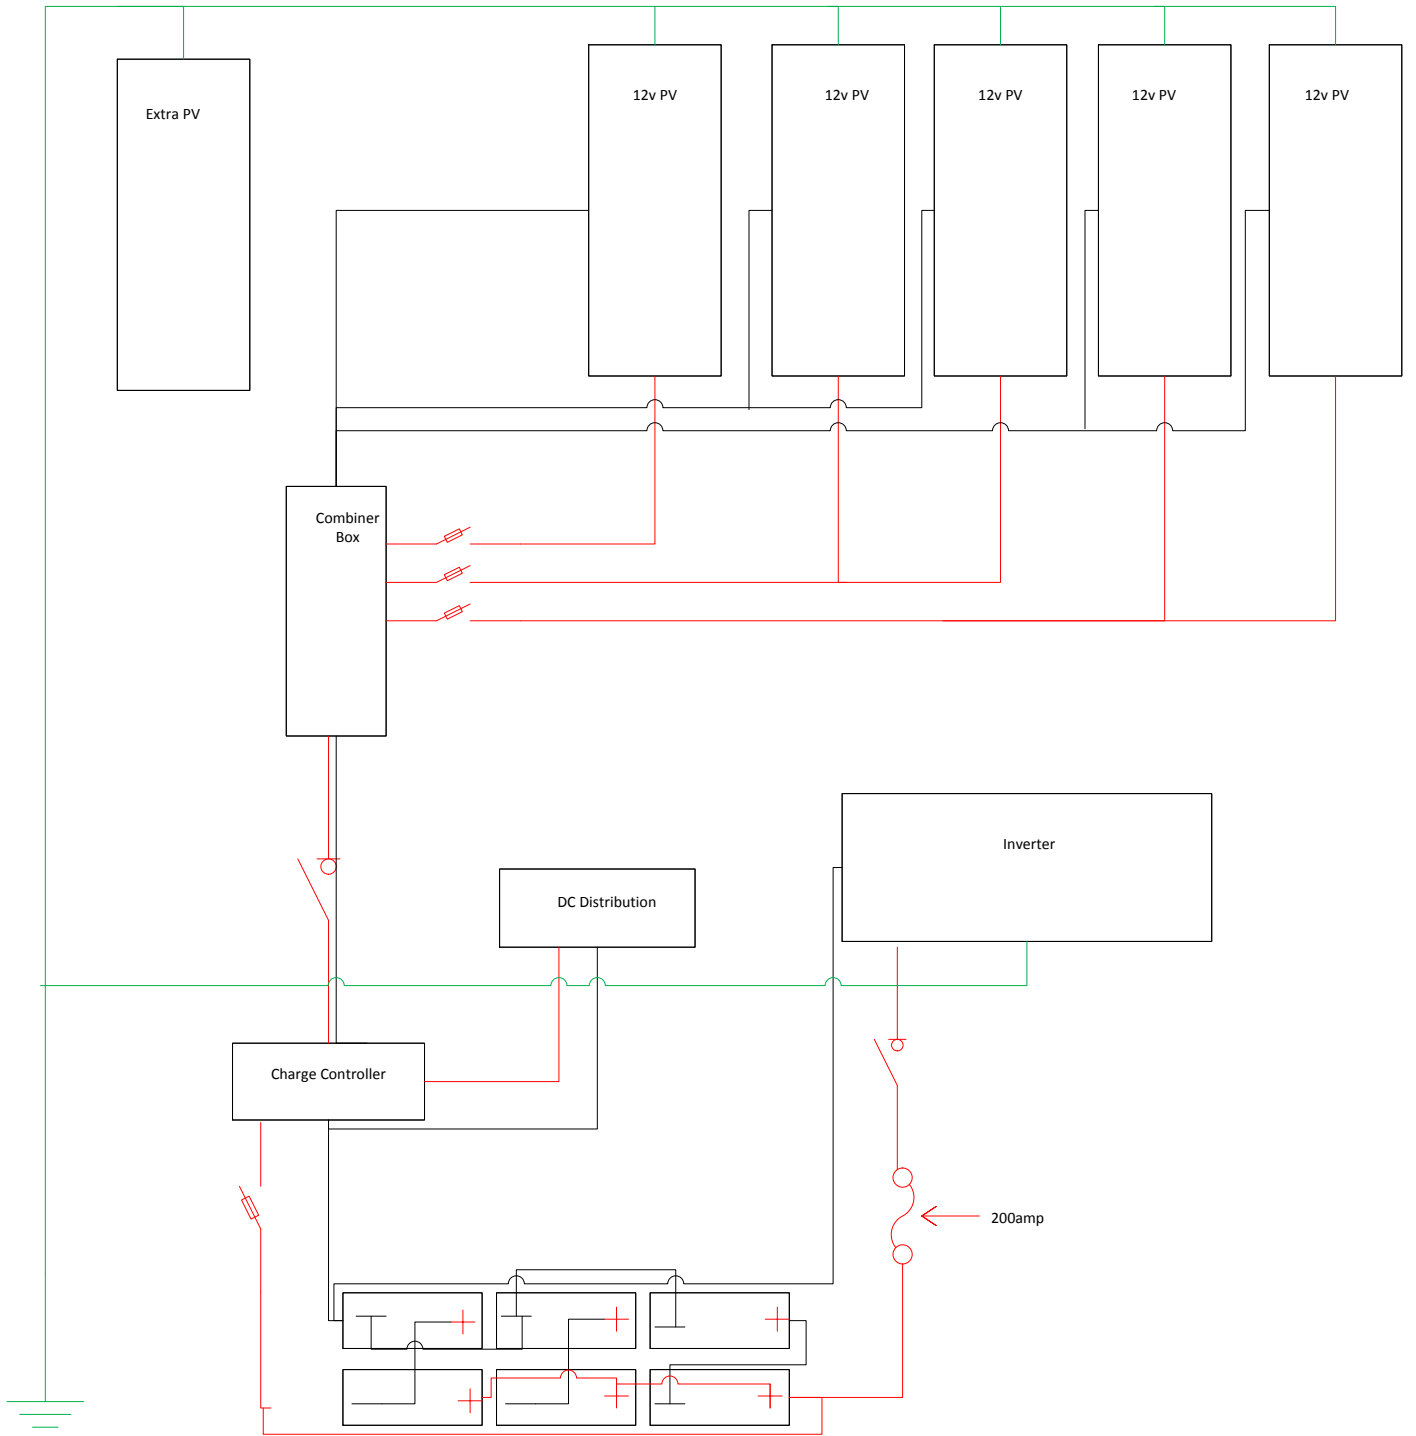 Extra PV
12v PV
12v PV
12v PV
12v PV
12v PV
Combiner
Box
Inverter
DC Distribution
Charge Controller
200amp